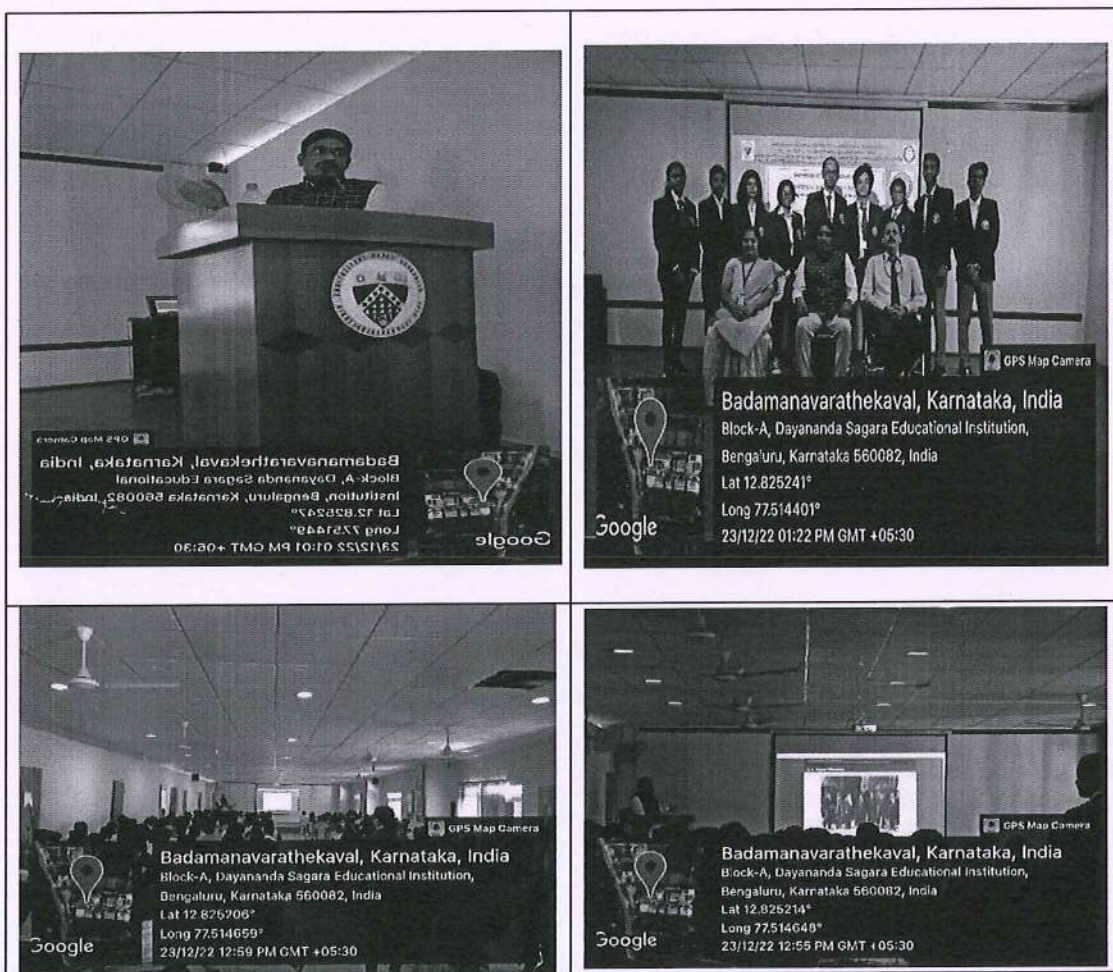 GPS Map Camera
Badamanavarathekaval, Karnataka, India
Block-A, Dayananda Sagara Educational
Institution, Bengaluru, Karnataka 560082, India
Lat 12.825247°
Long 77.51449°
23/12/22 01:01 PM GMT +05:30
Google
GPS Map Camera
Badamanavarathekaval, Karnataka, India
Block-A, Dayananda Sagara Educational Institution,
Bengaluru, Karnataka 560082, India
Lat 12.825241°
Long 77.514401°
23/12/22 01:22 PM GMT +05:30
Google
GPS Map Camera
Badamanavarathekaval, Karnataka, India
Block-A, Dayananda Sagara Educational Institution,
Bengaluru, Karnataka 560082, India
Lat 12.825206°
Long 77.514659°
23/12/22 12:59 PM GMT +05:30
Google
GPS Map Camera
Badamanavarathekaval, Karnataka, India
Block-A, Dayananda Sagara Educational Institution,
Bengaluru, Karnataka 560082, India
Lat 12.825214°
Long 77.514648°
23/12/22 12:55 PM GMT +05:30
Google